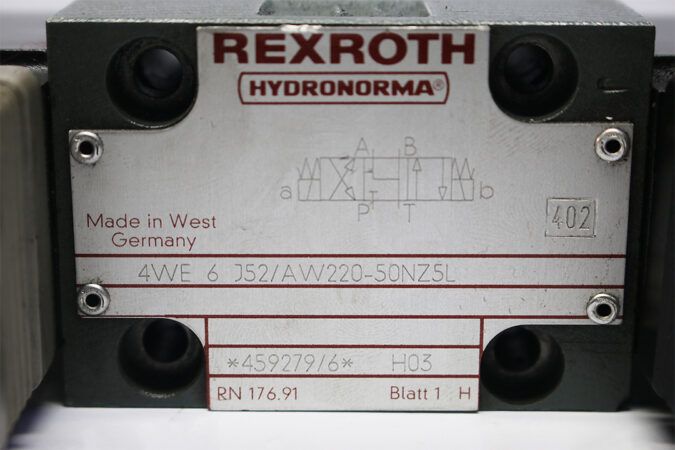 REXROTH
HYDRONORMA®
A B
a b
P T
402
Made in West
Germany
4WE 6 J52/AW220-50NZ5L
*459279/6* H03
RN 176.91 Blatt 1 H